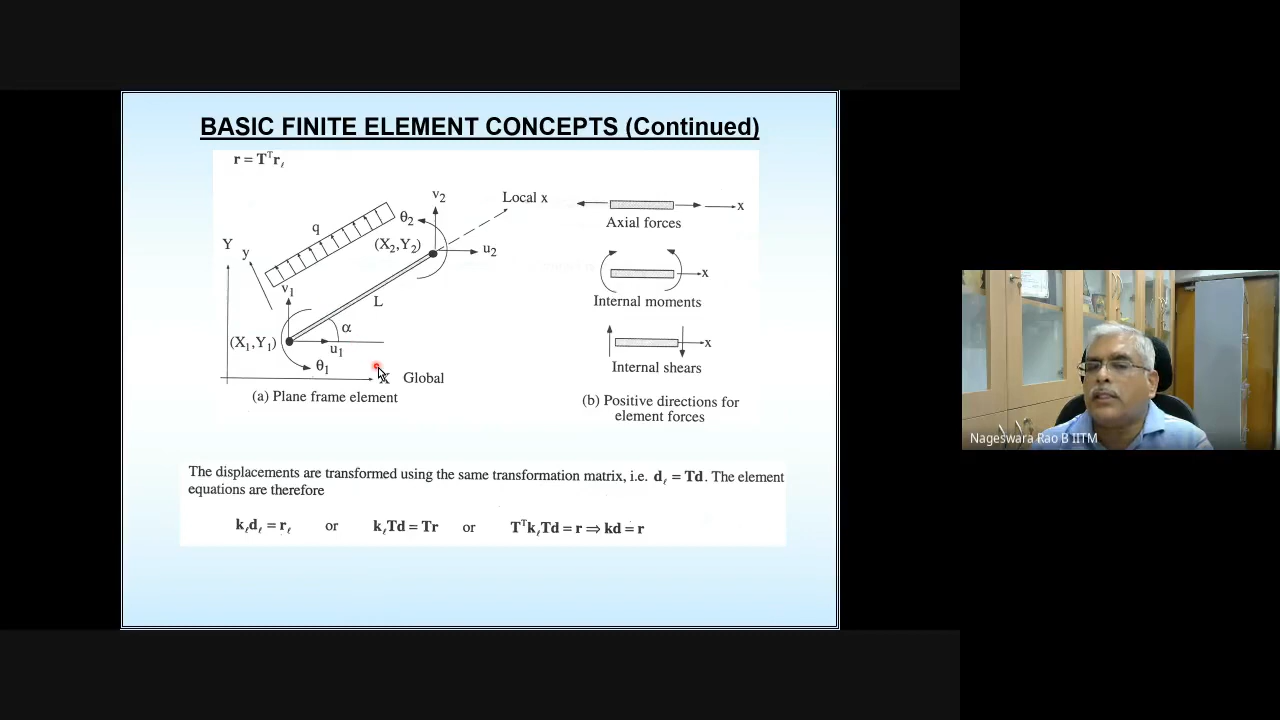 BASIC FINITE ELEMENT CONCEPTS (Continued)
r = Tᵀrₗ
v₂
Local x
θ₂
q
(X₂,Y₂)
u₂
Y
y
v₁
L
α
(X₁,Y₁)
u₁
θ₁
X Global
(a) Plane frame element
x
Axial forces
x
Internal moments
x
Internal shears
(b) Positive directions for
element forces
The displacements are transformed using the same transformation matrix, i.e. dₗ = Td. The element
equations are therefore
kₗdₗ = rₗ or kₗTd = Tr or TᵀkₗTd = r ⇒ kd = r
Nageswara Rao B IITM